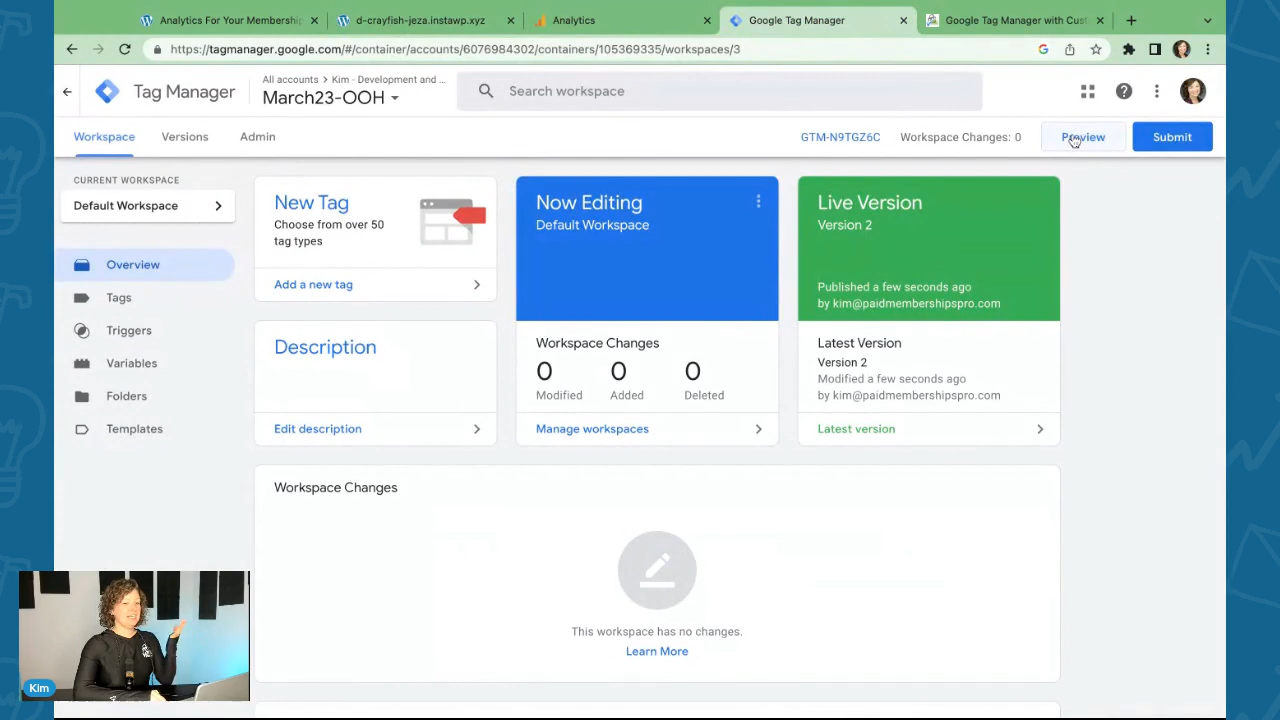 Analytics For Your Membership
d-crayfish-jeza.instawp.xyz
Analytics
Google Tag Manager
Google Tag Manager with Cust
https://tagmanager.google.com/#/container/accounts/6076984302/containers/105369335/workspaces/3
Tag Manager
All accounts > Kim - Development and ...
March23-OOH
Search workspace
Workspace
Versions
Admin
GTM-N9TGZ6C
Workspace Changes: 0
Preview
Submit
CURRENT WORKSPACE
Default Workspace
Overview
Tags
Triggers
Variables
Folders
Templates
New Tag
Choose from over 50
tag types
Add a new tag
Description
Edit description
Now Editing
Default Workspace
Workspace Changes
0 0 0
Modified Added Deleted
Manage workspaces
Live Version
Version 2
Published a few seconds ago
by kim@paidmembershipspro.com
Latest Version
Version 2
Modified a few seconds ago
by kim@paidmembershipspro.com
Latest version
Workspace Changes
This workspace has no changes.
Learn More
Kim